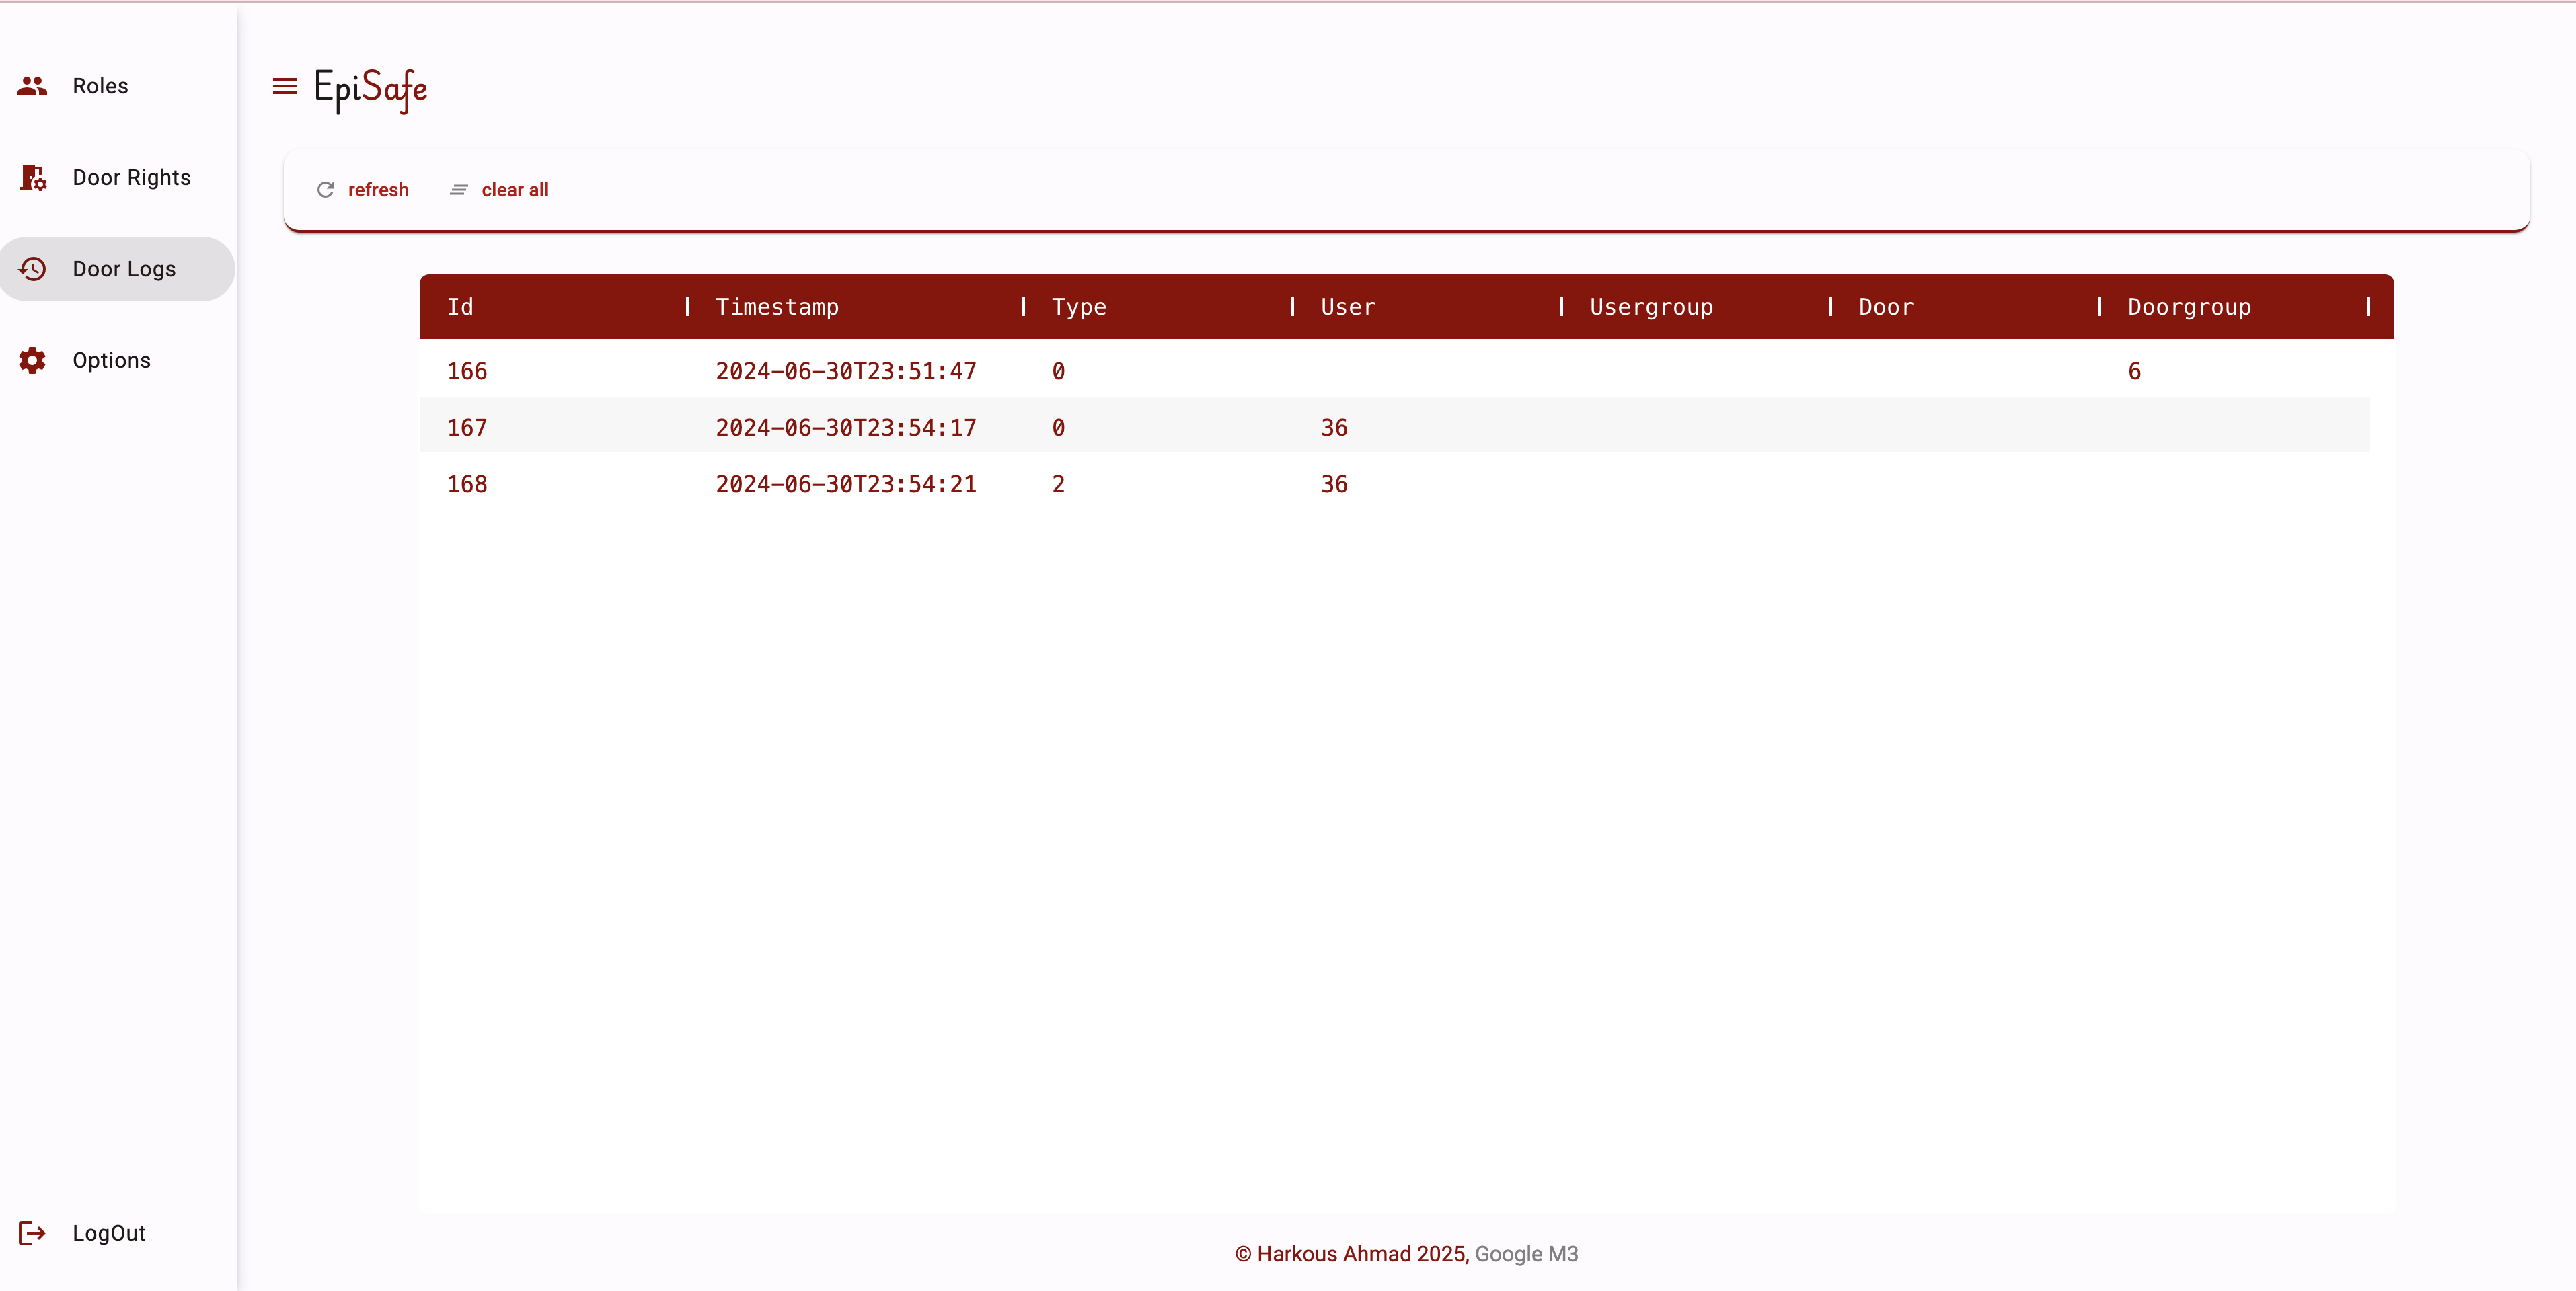 Roles
Door Rights
Door Logs
Options
LogOut
EpiSafe
refresh clear all
Id | Timestamp | Type | User | Usergroup | Door | Doorgroup |
166 2024-06-30T23:51:47 0 6
167 2024-06-30T23:54:17 0 36
168 2024-06-30T23:54:21 2 36
© Harkous Ahmad 2025, Google M3